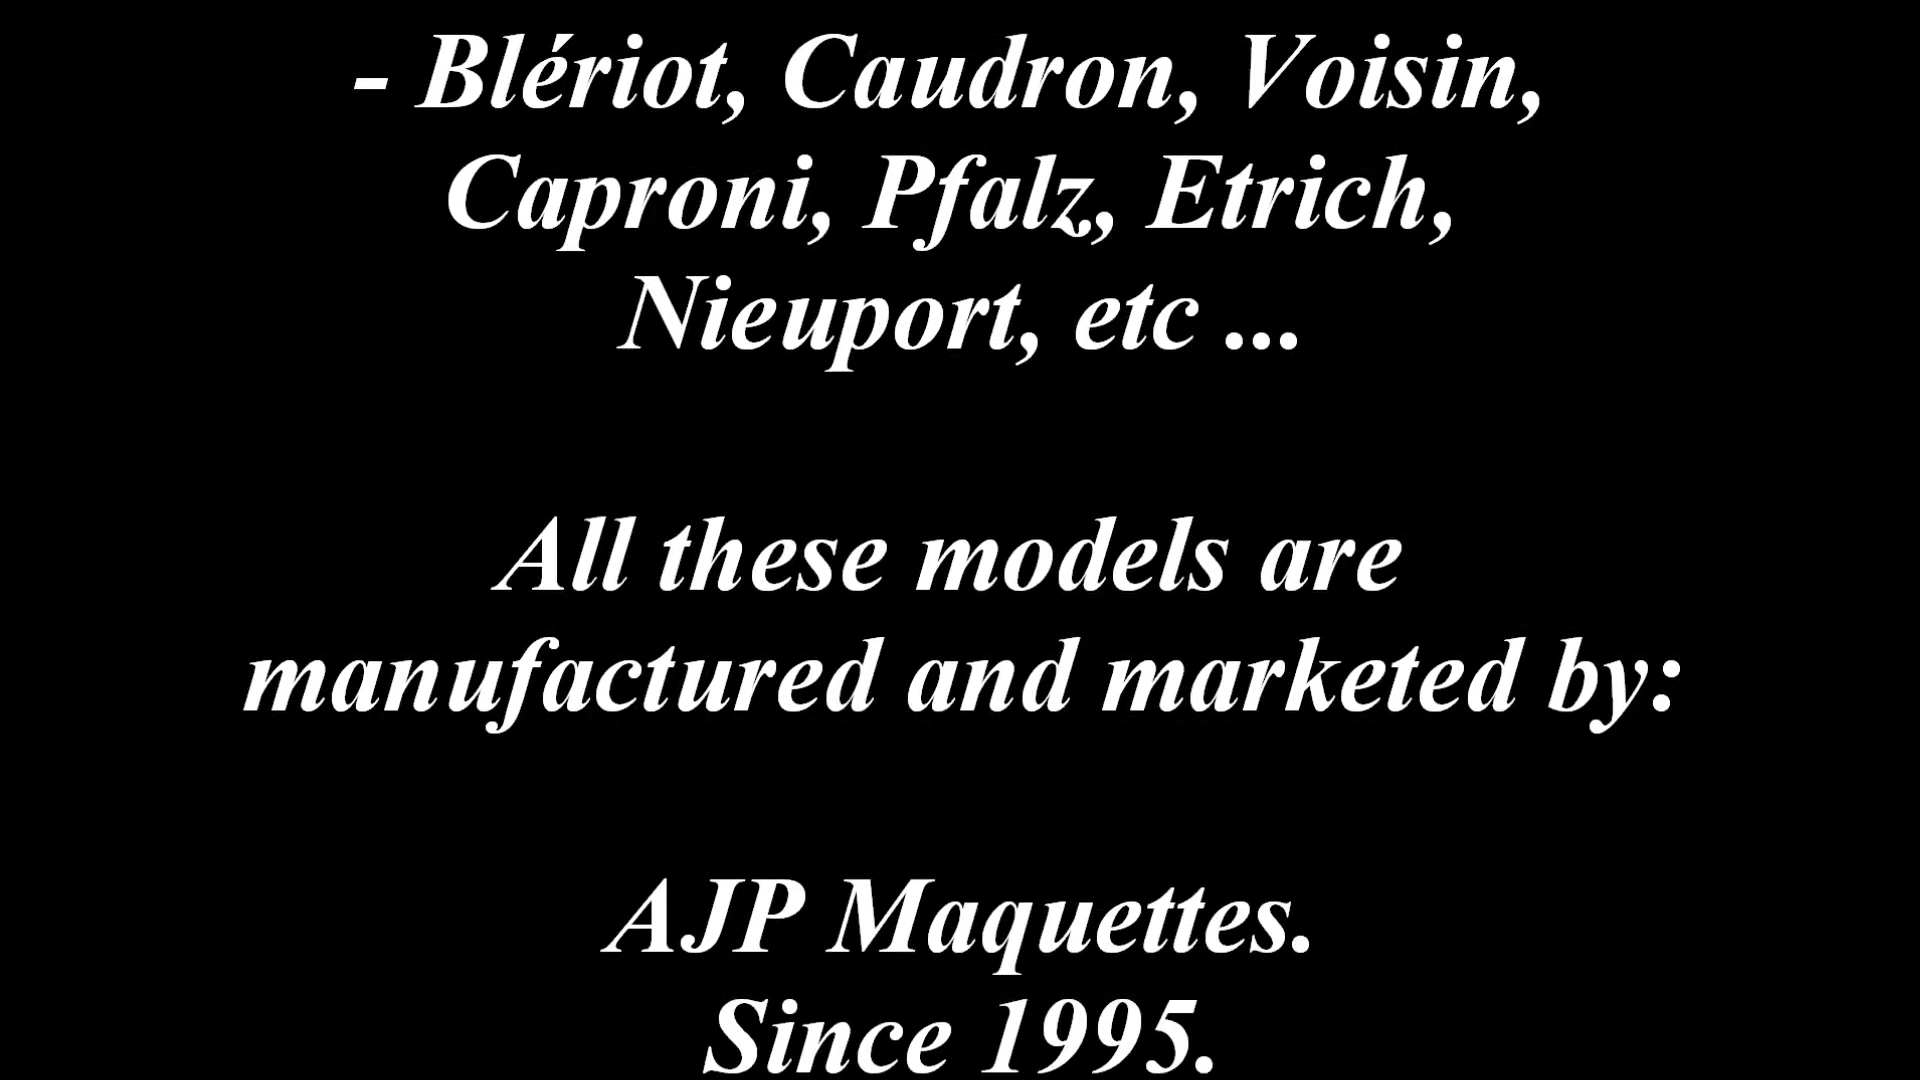 - Blériot, Caudron, Voisin,
Caproni, Pfalz, Etrich,
Nieuport, etc ...
All these models are
manufactured and marketed by:
AJP Maquettes.
Since 1995.